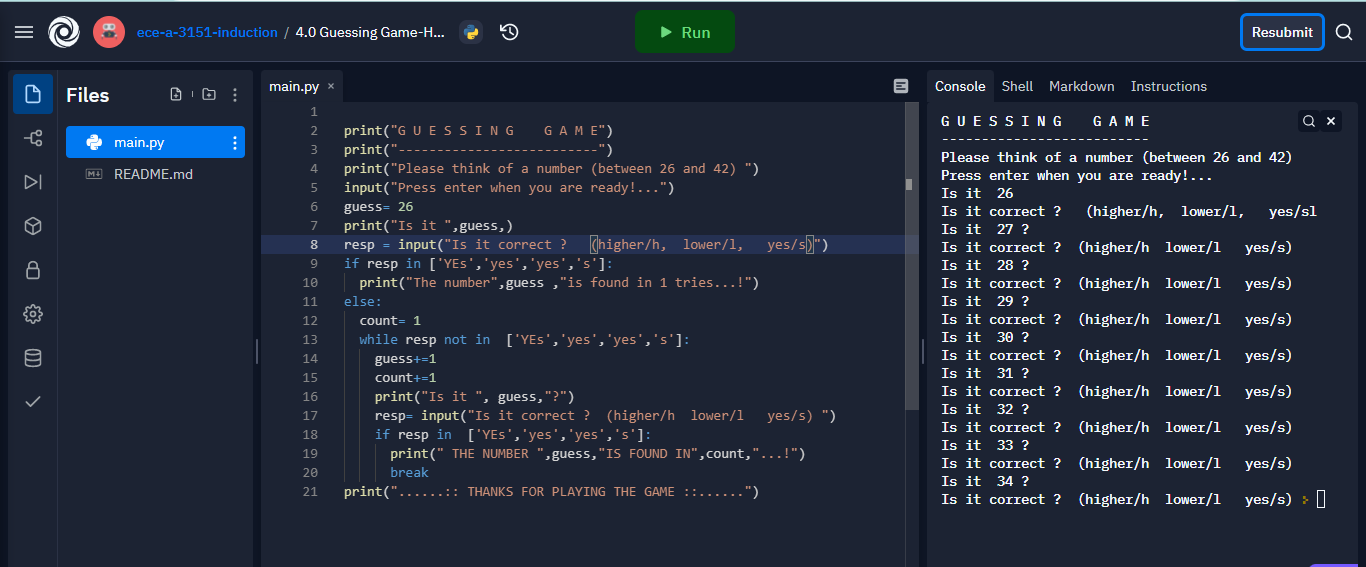 ece-a-3151-induction / 4.0 Guessing Game-H...
Run
Resubmit
Files
main.py
README.md
main.py ×
1
2 print("G U E S S I N G    G A M E")
3 print("--------------------------")
4 print("Please think of a number (between 26 and 42) ")
5 input("Press enter when you are ready!...")
6 guess= 26
7 print("Is it ",guess,)
8 resp = input("Is it correct ?   (higher/h,  lower/l,   yes/s)")
9 if resp in ['YEs','yes','yes','s']:
10   print("The number",guess ,"is found in 1 tries...!")
11 else:
12   count= 1
13   while resp not in  ['YEs','yes','yes','s']:
14     guess+=1
15     count+=1
16     print("Is it ", guess,"?")
17     resp= input("Is it correct ?  (higher/h  lower/l   yes/s) ")
18     if resp in  ['YEs','yes','yes','s']:
19       print(" THE NUMBER ",guess,"IS FOUND IN",count,"...!")
20       break
21 print("......:: THANKS FOR PLAYING THE GAME ::......")
Console Shell Markdown Instructions
G U E S S I N G    G A M E
--------------------------
Please think of a number (between 26 and 42)
Press enter when you are ready!...
Is it  26
Is it correct ?   (higher/h,  lower/l,   yes/sl
Is it  27 ?
Is it correct ?  (higher/h  lower/l   yes/s)
Is it  28 ?
Is it correct ?  (higher/h  lower/l   yes/s)
Is it  29 ?
Is it correct ?  (higher/h  lower/l   yes/s)
Is it  30 ?
Is it correct ?  (higher/h  lower/l   yes/s)
Is it  31 ?
Is it correct ?  (higher/h  lower/l   yes/s)
Is it  32 ?
Is it correct ?  (higher/h  lower/l   yes/s)
Is it  33 ?
Is it correct ?  (higher/h  lower/l   yes/s)
Is it  34 ?
Is it correct ?  (higher/h  lower/l   yes/s)